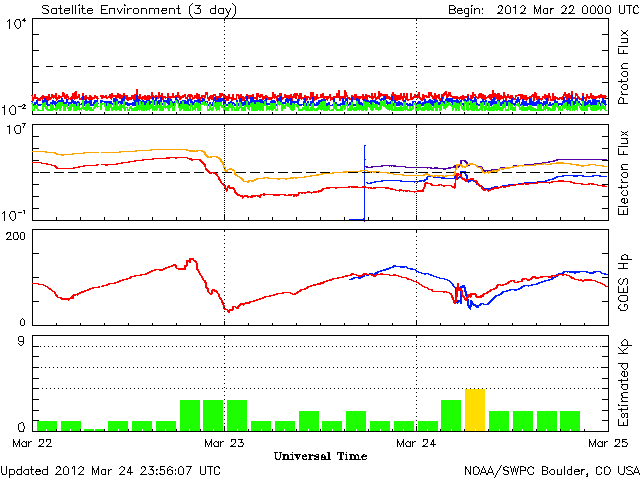 Satellite Environment (3 day) Begin: 2012 Mar 22 0000 UTC
10⁴
10⁻²
Proton Flux
10⁷
10⁻¹
Electron Flux
200
0
GOES Hp
9
0
Estimated Kp
Mar 22 Mar 23 Mar 24 Mar 25
Universal Time
Updated 2012 Mar 24 23:56:07 UTC NOAA/SWPC Boulder, CO USA